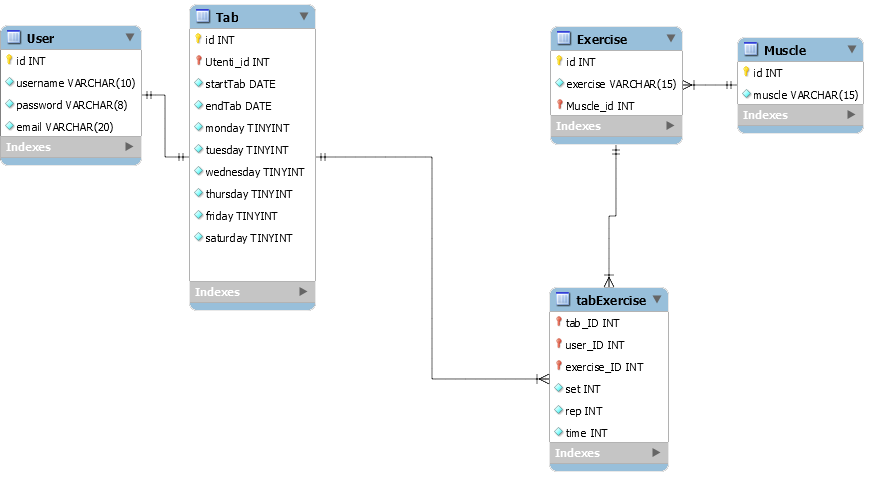 User
id INT
username VARCHAR(10)
password VARCHAR(8)
email VARCHAR(20)
Indexes
Tab
id INT
Utenti_id INT
startTab DATE
endTab DATE
monday TINYINT
tuesday TINYINT
wednesday TINYINT
thursday TINYINT
friday TINYINT
saturday TINYINT
Indexes
Exercise
id INT
exercise VARCHAR(15)
Muscle_id INT
Indexes
Muscle
id INT
muscle VARCHAR(15)
Indexes
tabExercise
tab_ID INT
user_ID INT
exercise_ID INT
set INT
rep INT
time INT
Indexes